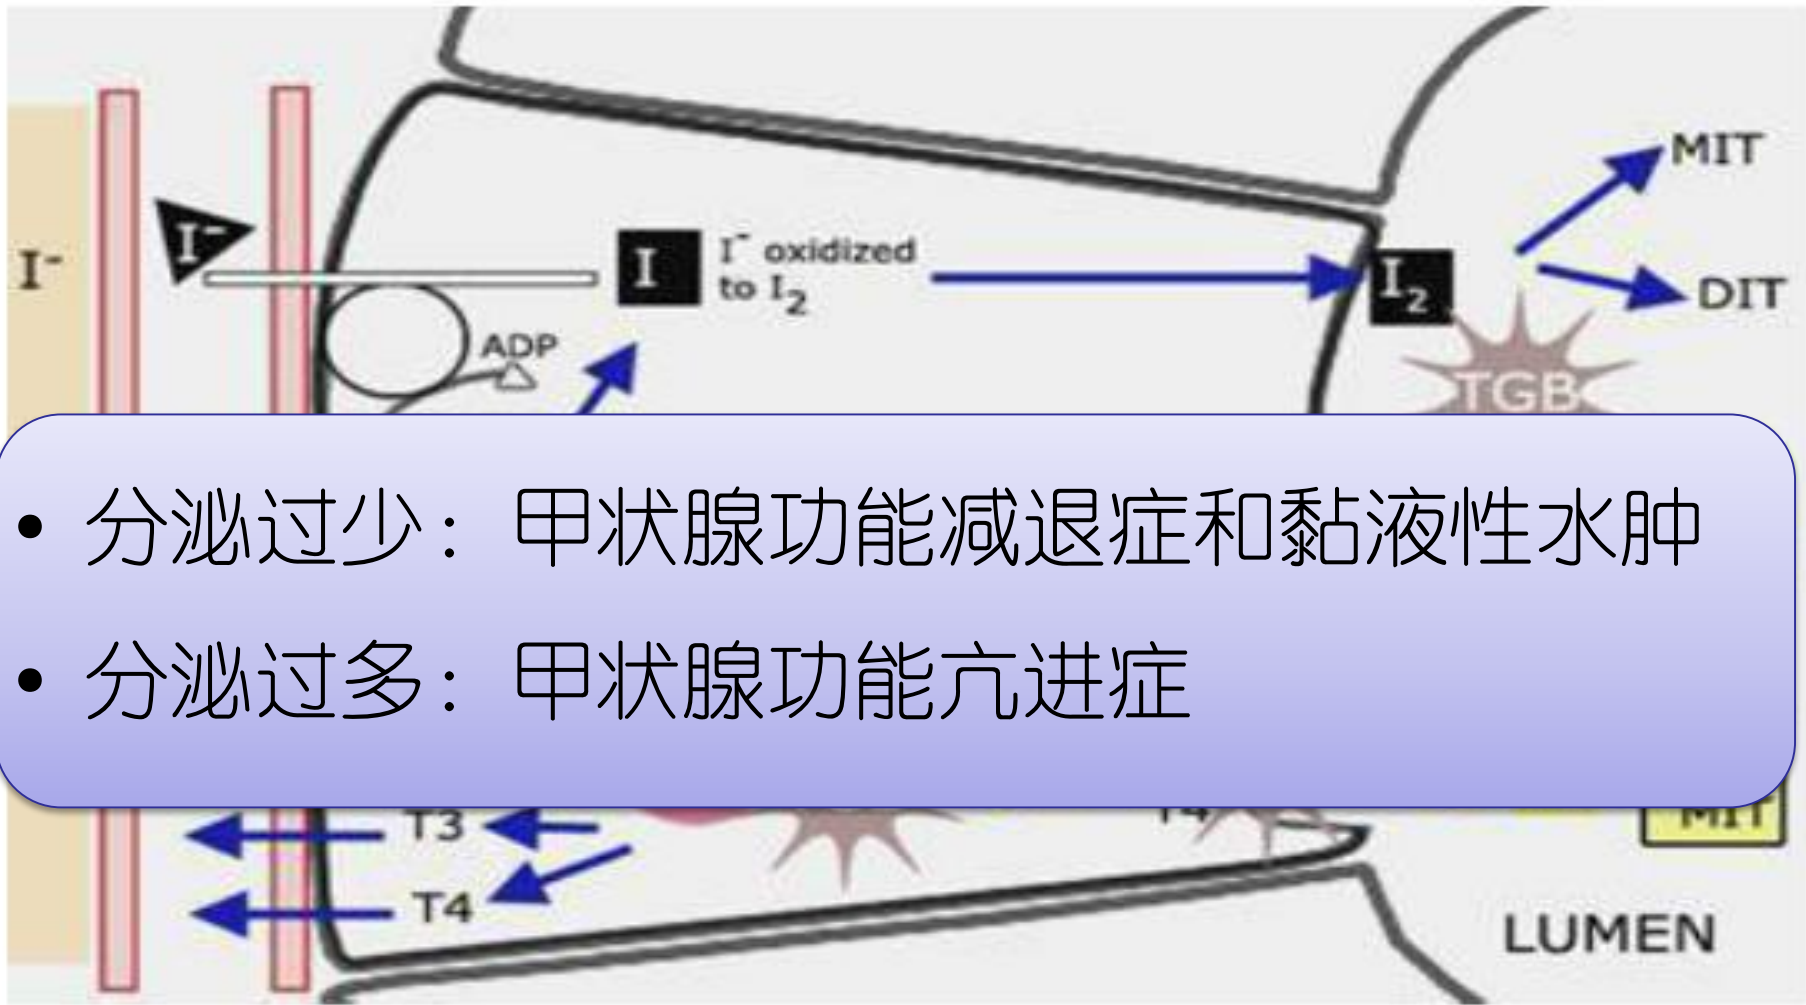 MIT
I⁻
I⁻
I
I⁻ oxidized
to I₂
I₂
DIT
ADP
TGB
• 分泌过少：甲状腺功能减退症和黏液性水肿
• 分泌过多：甲状腺功能亢进症
T3
T4
MIT
T4
LUMEN